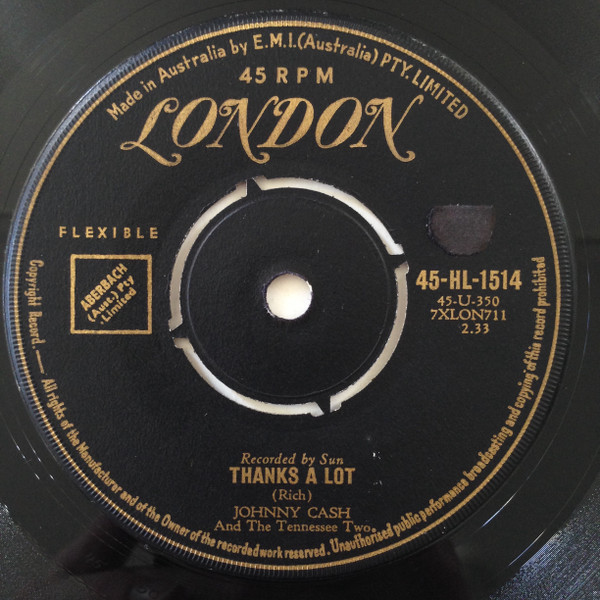 Made in Australia by E.M.I.(Australia) PTY. LIMITED
45 RPM
LONDON
FLEXIBLE
ABERBACH
(Aust.) Pty
.Limited
45-HL-1514
45-U-350
7XLON711
2.33
Recorded by Sun
THANKS A LOT
(Rich)
JOHNNY CASH
And The Tennessee Two
Copyright Record.— All rights of the Manufacturer and of the Owner of the recorded work reserved. Unauthorised public performance broadcasting and copying of this record prohibited